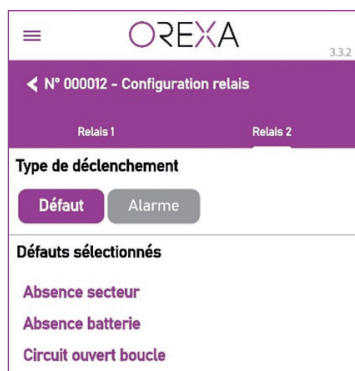 OREXA
3.3.2
N° 000012 - Configuration relais
Relais 1 Relais 2
Type de déclenchement
Défaut Alarme
Défauts sélectionnés
Absence secteur
Absence batterie
Circuit ouvert boucle